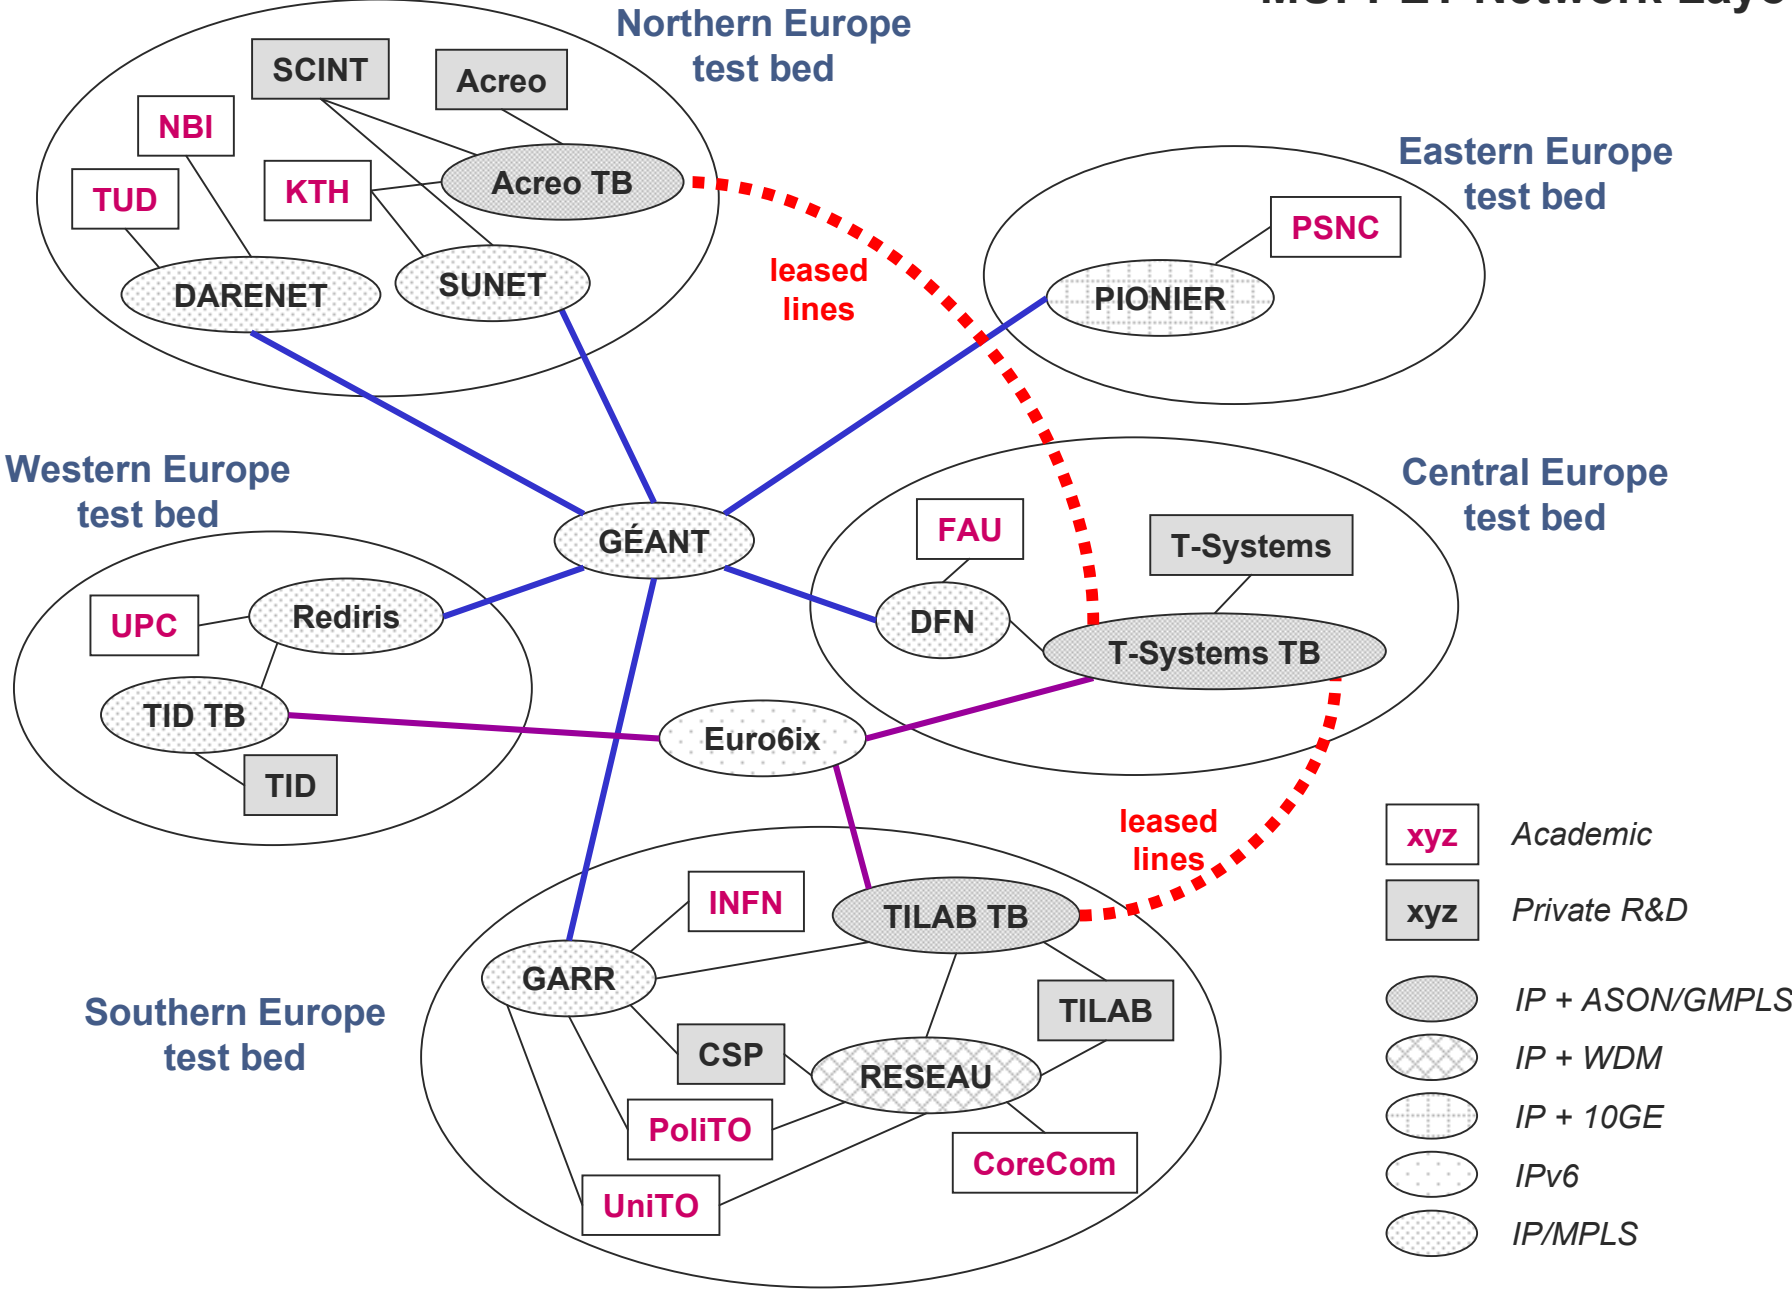 Northern Europe
test bed
SCINT
Acreo
NBI
TUD
KTH
Acreo TB
DARENET
SUNET
leased
lines
Eastern Europe
test bed
PSNC
PIONIER
Western Europe
test bed
GÉANT
UPC
Rediris
TID TB
TID
Euro6ix
Central Europe
test bed
FAU
T-Systems
DFN
T-Systems TB
leased
lines
Southern Europe
test bed
INFN
TILAB TB
GARR
TILAB
CSP
RESEAU
PoliTO
CoreCom
UniTO
xyz Academic
xyz Private R&D
IP + ASON/GMPLS
IP + WDM
IP + 10GE
IPv6
IP/MPLS